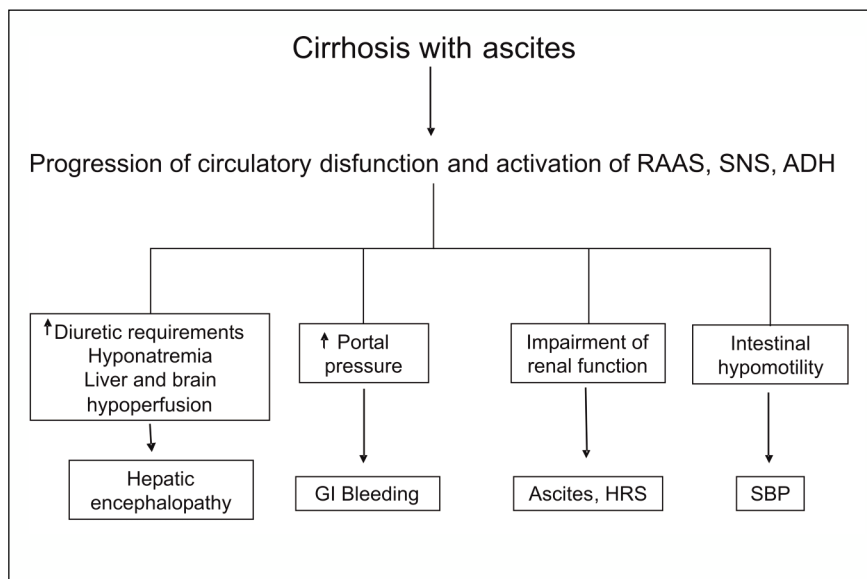 Cirrhosis with ascites
Progression of circulatory disfunction and activation of RAAS, SNS, ADH
↑Diuretic requirements
Hyponatremia
Liver and brain
hypoperfusion
↑ Portal
pressure
Impairment of
renal function
Intestinal
hypomotility
Hepatic
encephalopathy
GI Bleeding
Ascites, HRS
SBP